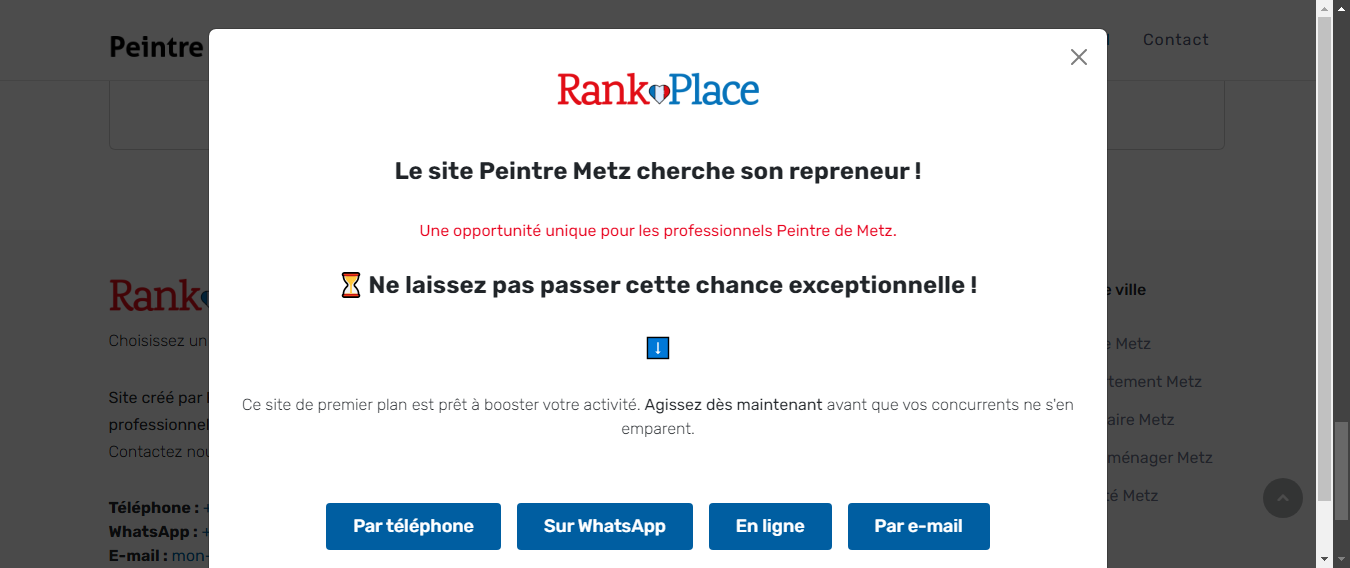 Peintre
Contact
Rank Place
Le site Peintre Metz cherche son repreneur !
Une opportunité unique pour les professionnels Peintre de Metz.
Ne laissez pas passer cette chance exceptionnelle !
↓
Ce site de premier plan est prêt à booster votre activité. Agissez dès maintenant avant que vos concurrents ne s'en
emparent.
Par téléphone
Sur WhatsApp
En ligne
Par e-mail
Rank
Choisissez un
Site créé par
professionnel
Contactez nou
Téléphone : +
WhatsApp : +
E-mail : mon-
e ville
e Metz
rtement Metz
aire Metz
ménager Metz
té Metz